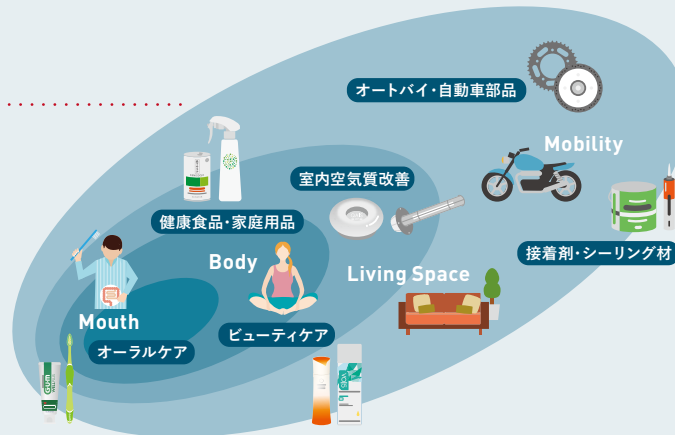 オートバイ・自動車部品
Mobility
室内空気質改善
健康食品・家庭用品
接着剤・シーリング材
Body
Living Space
Mouth
ビューティケア
オーラルケア
GUM